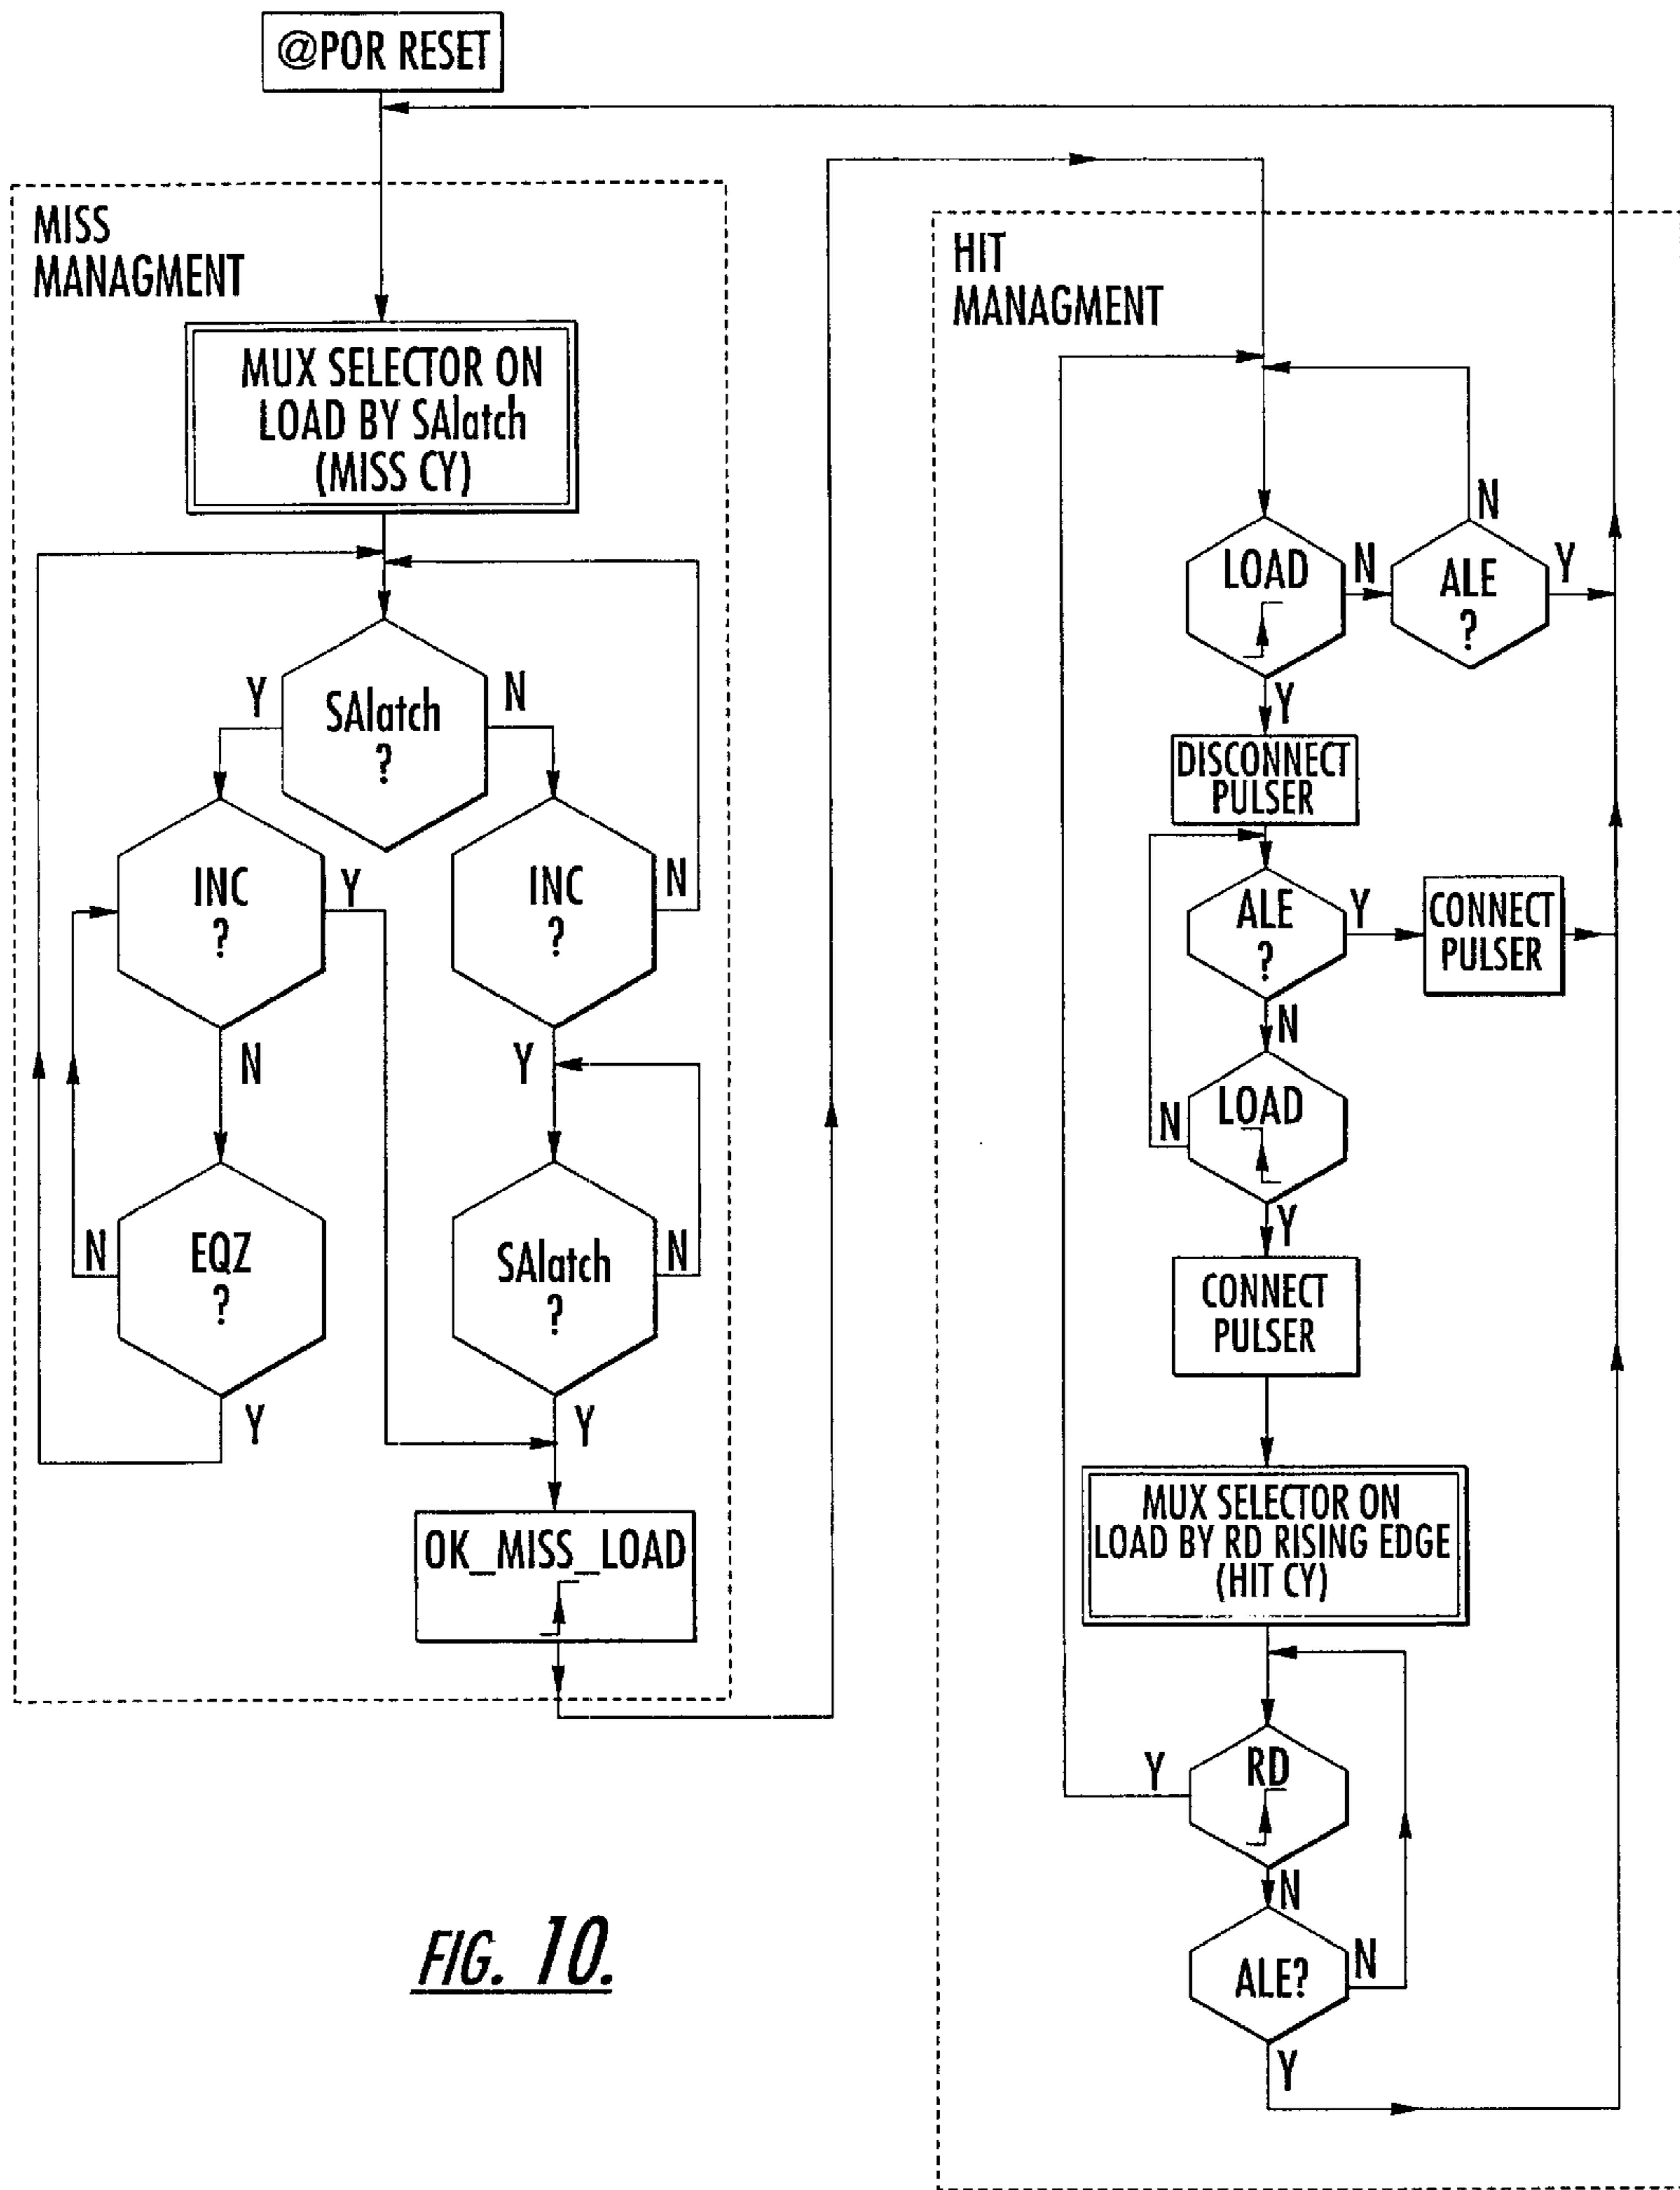 @POR RESET
MISS
MANAGMENT
MUX SELECTOR ON
LOAD BY SAlatch
(MISS CY)
SAlatch
?
Y
N
INC
?
Y
N
INC
?
N
Y
EQZ
?
N
Y
SAlatch
?
N
Y
OK_MISS_LOAD
HIT
MANAGMENT
LOAD
N
Y
ALE
?
N
Y
DISCONNECT
PULSER
ALE
?
Y
N
CONNECT
PULSER
LOAD
N
Y
CONNECT
PULSER
MUX SELECTOR ON
LOAD BY RD RISING EDGE
(HIT CY)
RD
Y
N
ALE?
N
Y
FIG. 10.